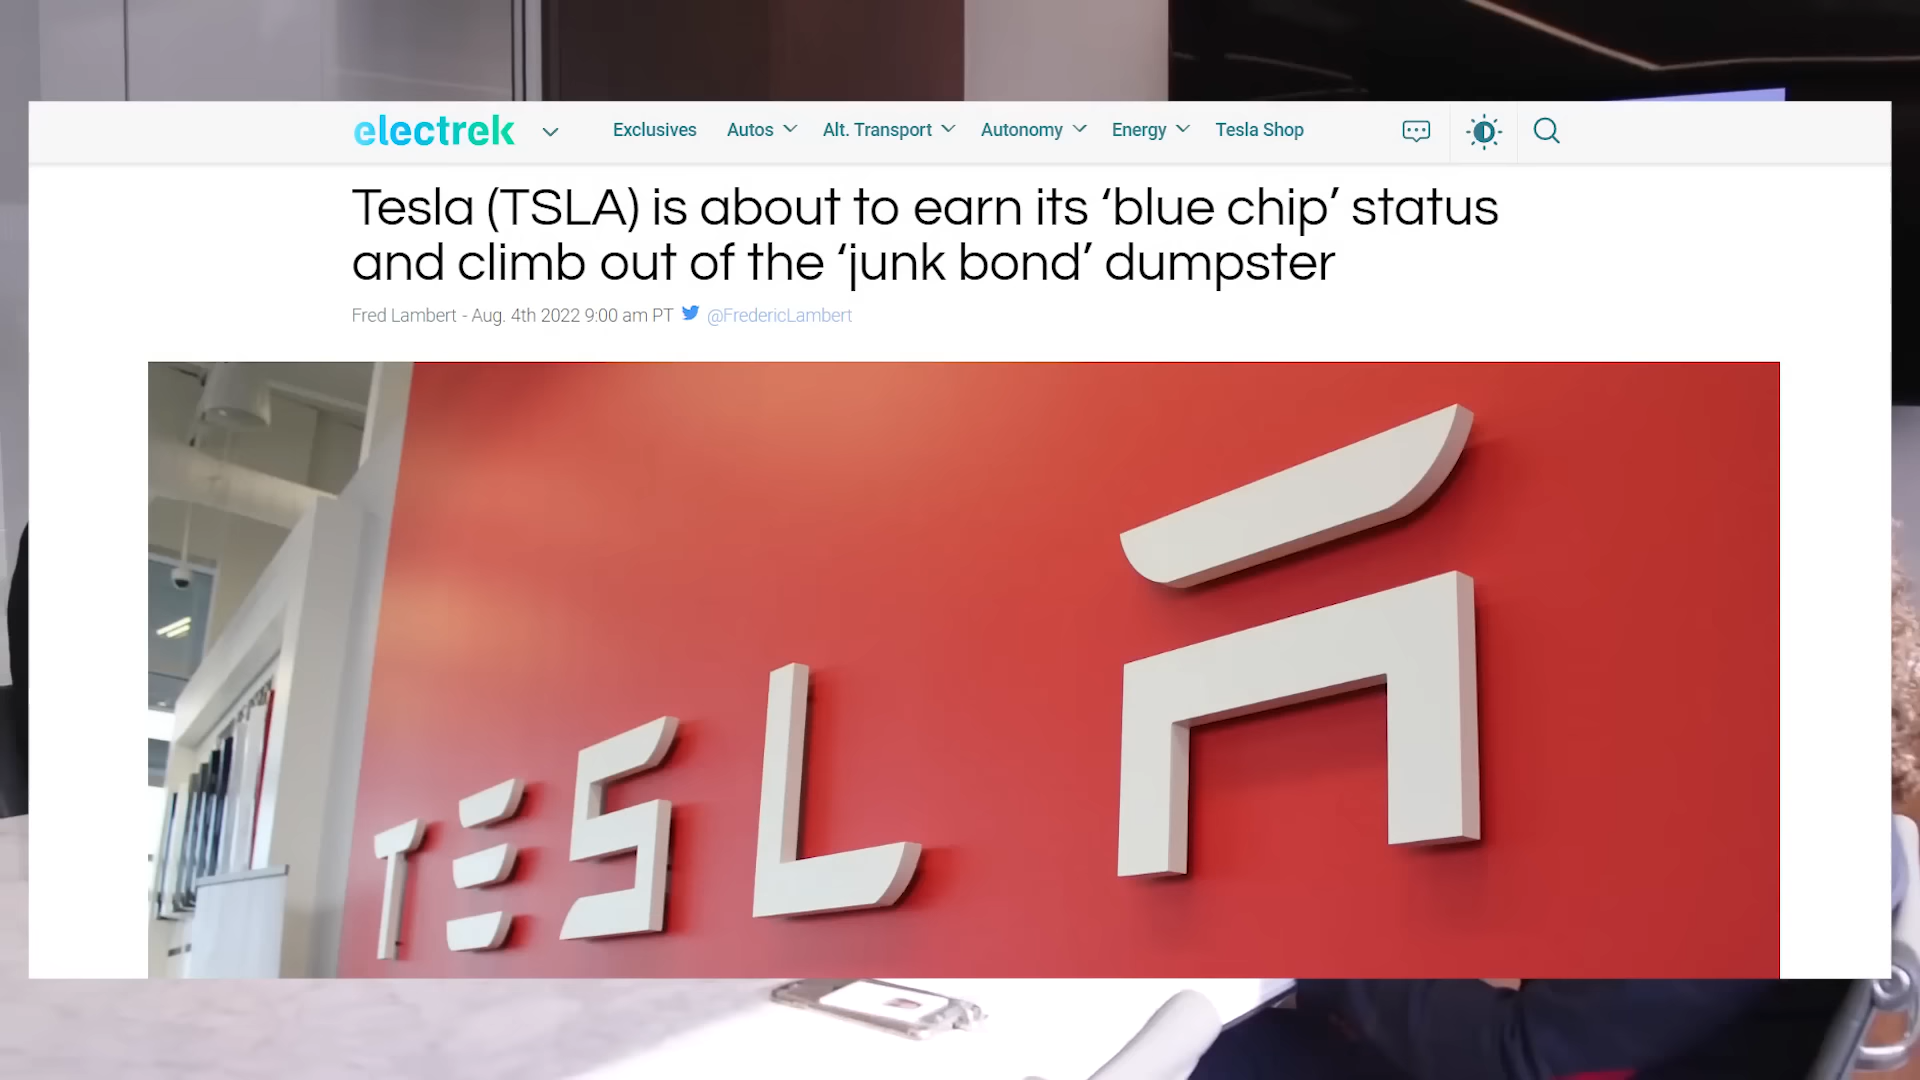 electrek Exclusives Autos Alt. Transport Autonomy Energy Tesla Shop
Tesla (TSLA) is about to earn its ‘blue chip’ status
and climb out of the ‘junk bond’ dumpster
Fred Lambert - Aug. 4th 2022 9:00 am PT @FredericLambert
TESLA